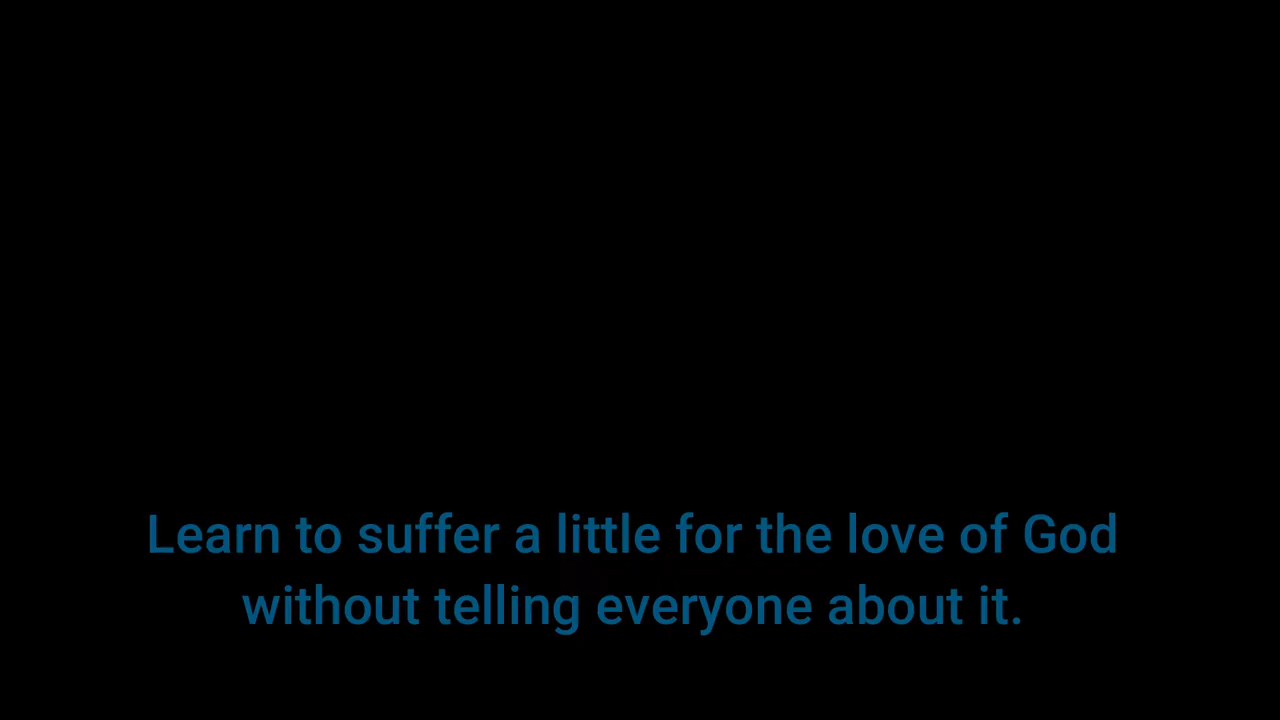 Learn to suffer a little for the love of God
without telling everyone about it.